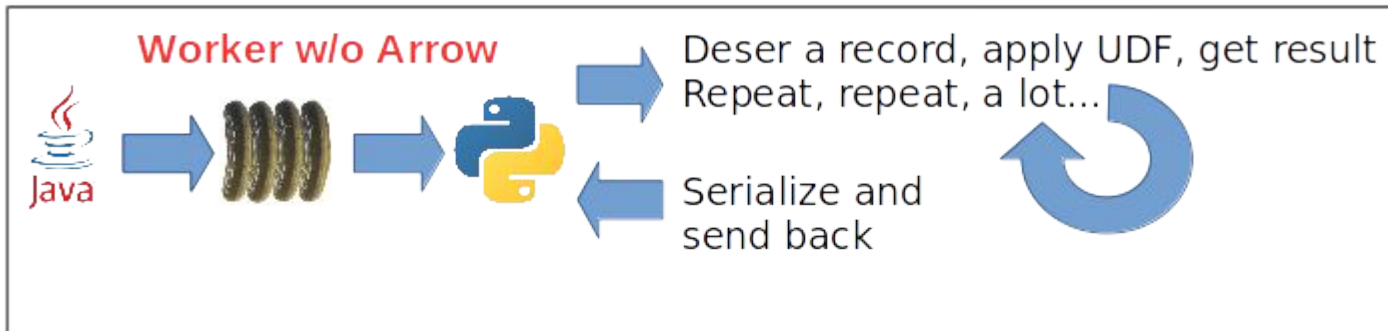 Worker w/o Arrow
Java
Deser a record, apply UDF, get result
Repeat, repeat, a lot...
Serialize and
send back